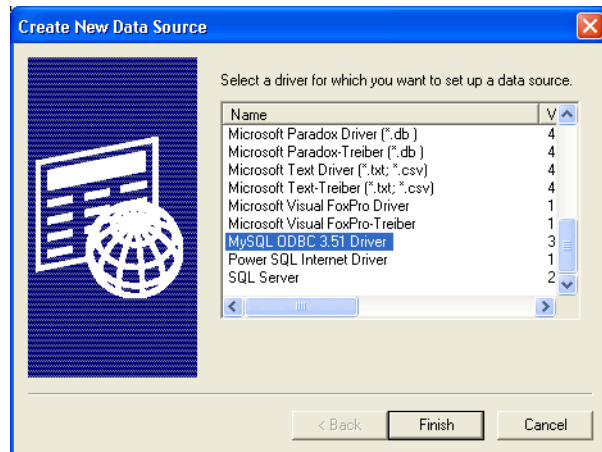 Create New Data Source
Select a driver for which you want to set up a data source.
Name V
Microsoft Paradox Driver (*.db ) 4
Microsoft Paradox-Treiber (*.db ) 4
Microsoft Text Driver (*.txt; *.csv) 4
Microsoft Text-Treiber (*.txt; *.csv) 4
Microsoft Visual FoxPro Driver 1
Microsoft Visual FoxPro-Treiber 1
MySQL ODBC 3.51 Driver 3
Power SQL Internet Driver 1
SQL Server 2
< Back Finish Cancel